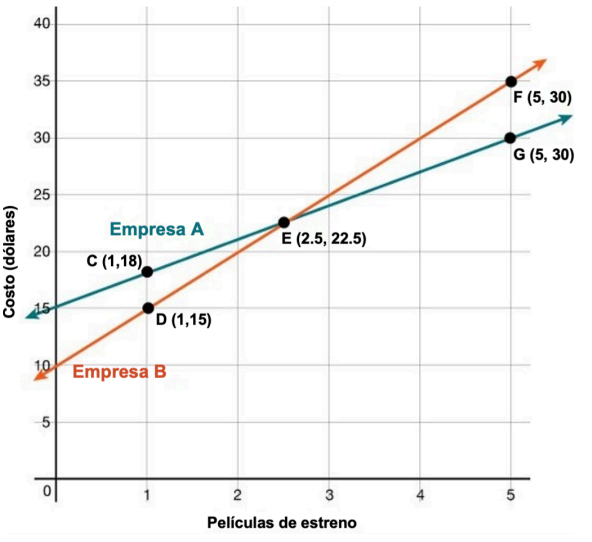 40
35
F (5, 30)
30
G (5, 30)
25
Empresa A
E (2.5, 22.5)
20
C (1,18)
15
D (1,15)
10
Empresa B
5
0
1 2 3 4 5
Costo (dólares)
Películas de estreno